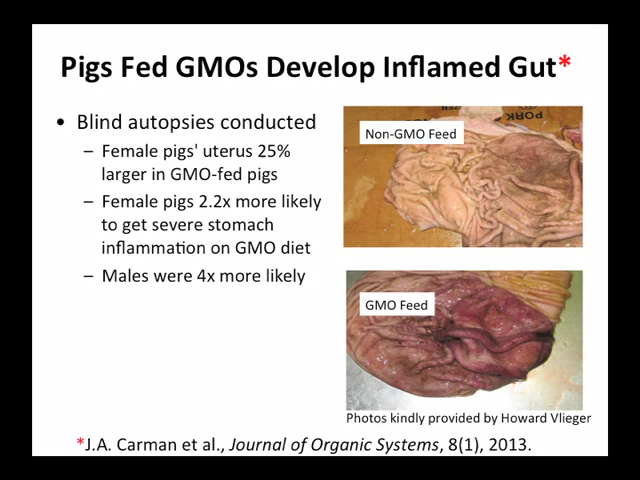 Pigs Fed GMOs Develop Inflamed Gut*
• Blind autopsies conducted
– Female pigs' uterus 25%
larger in GMO-fed pigs
– Female pigs 2.2x more likely
to get severe stomach
inflammation on GMO diet
– Males were 4x more likely
PORK
Non-GMO Feed
GMO Feed
Photos kindly provided by Howard Vlieger
*J.A. Carman et al., Journal of Organic Systems, 8(1), 2013.